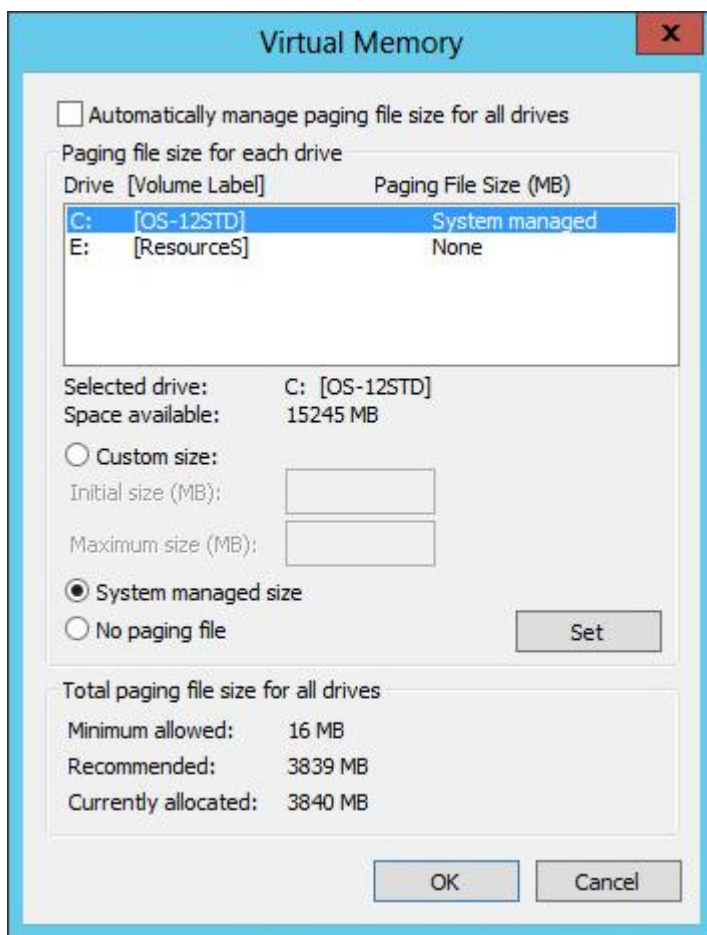 Virtual Memory
x
Automatically manage paging file size for all drives
Paging file size for each drive
Drive [Volume Label] Paging File Size (MB)
C: [OS-12STD] System managed
E: [ResourceS] None
Selected drive: C: [OS-12STD]
Space available: 15245 MB
Custom size:
Initial size (MB):
Maximum size (MB):
System managed size
No paging file Set
Total paging file size for all drives
Minimum allowed: 16 MB
Recommended: 3839 MB
Currently allocated: 3840 MB
OK Cancel